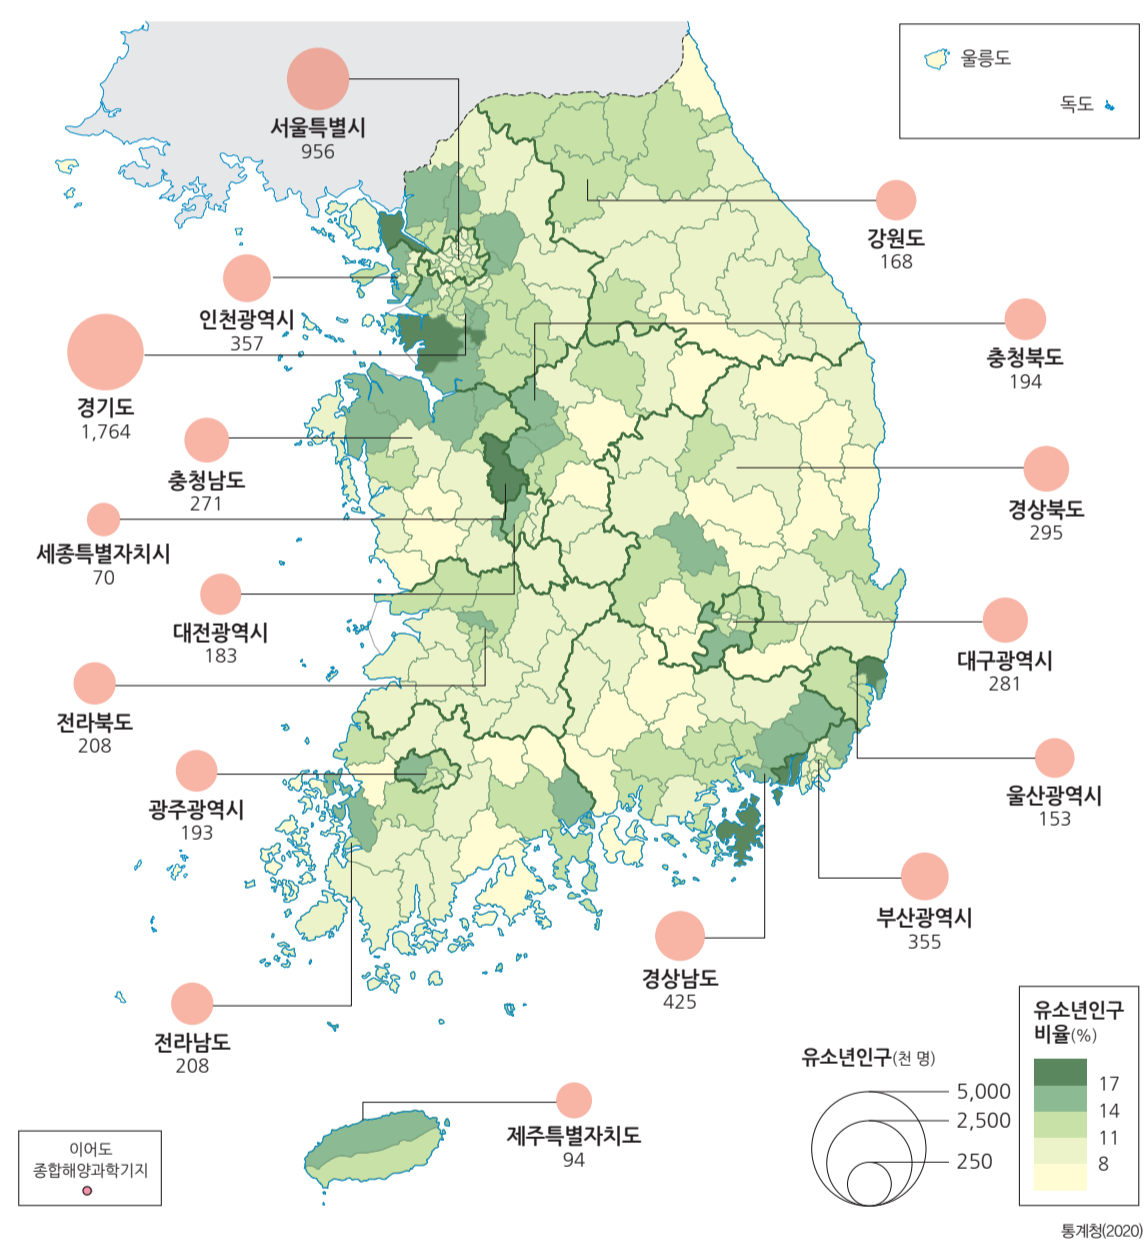 울릉도
독도
서울특별시
956
강원도
168
인천광역시
357
충청북도
194
경기도
1,764
충청남도
271
경상북도
295
세종특별자치시
70
대전광역시
183
대구광역시
281
전라북도
208
울산광역시
153
광주광역시
193
부산광역시
355
경상남도
425
전라남도
208
제주특별자치도
94
이어도
종합해양과학기지
유소년인구(천 명)
5,000
2,500
250
유소년인구
비율(%)
17
14
11
8
통계청(2020)